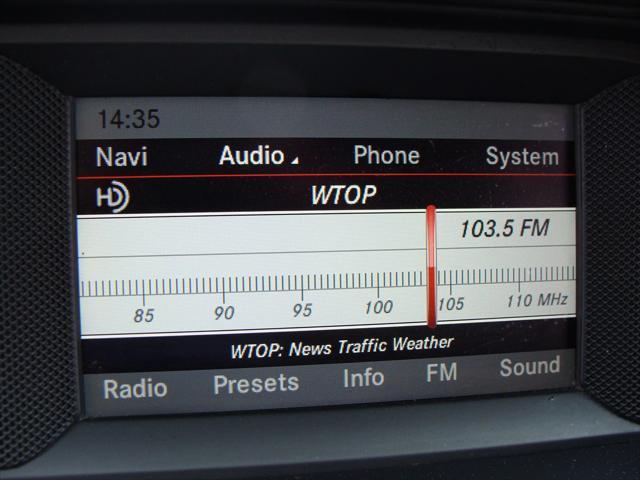 14:35
Navi Audio Phone System
HD WTOP
103.5 FM
85 90 95 100 105 110 MHz
WTOP: News Traffic Weather
Radio Presets Info FM Sound